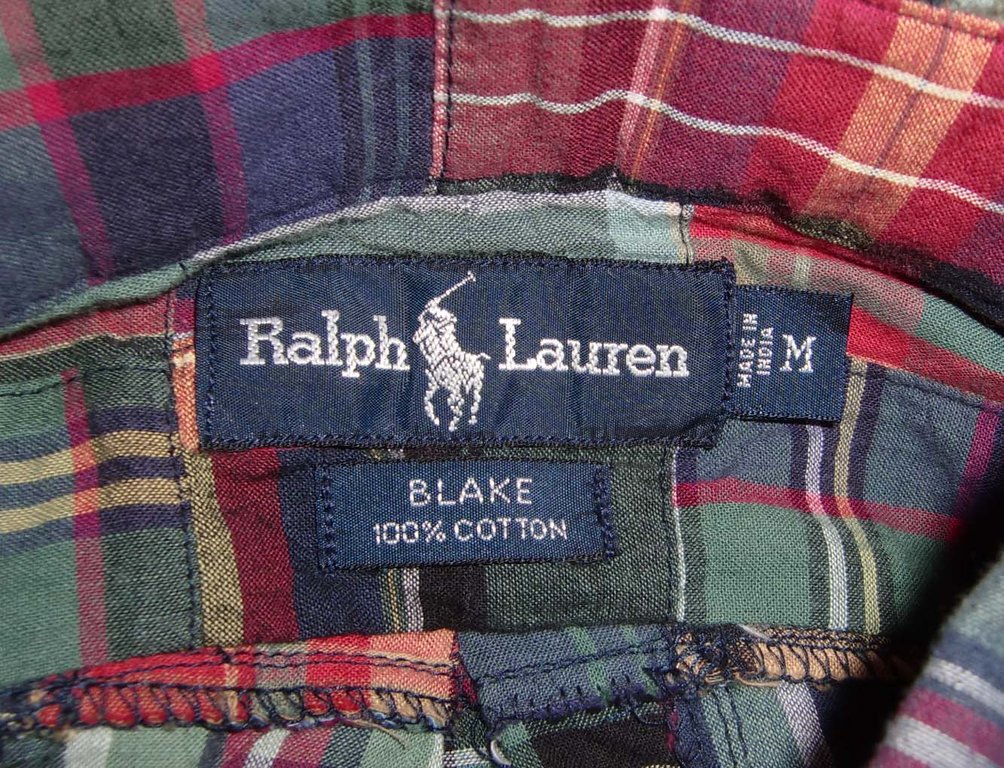 Ralph Lauren
MADE IN
INDIA
M
BLAKE
100% COTTON